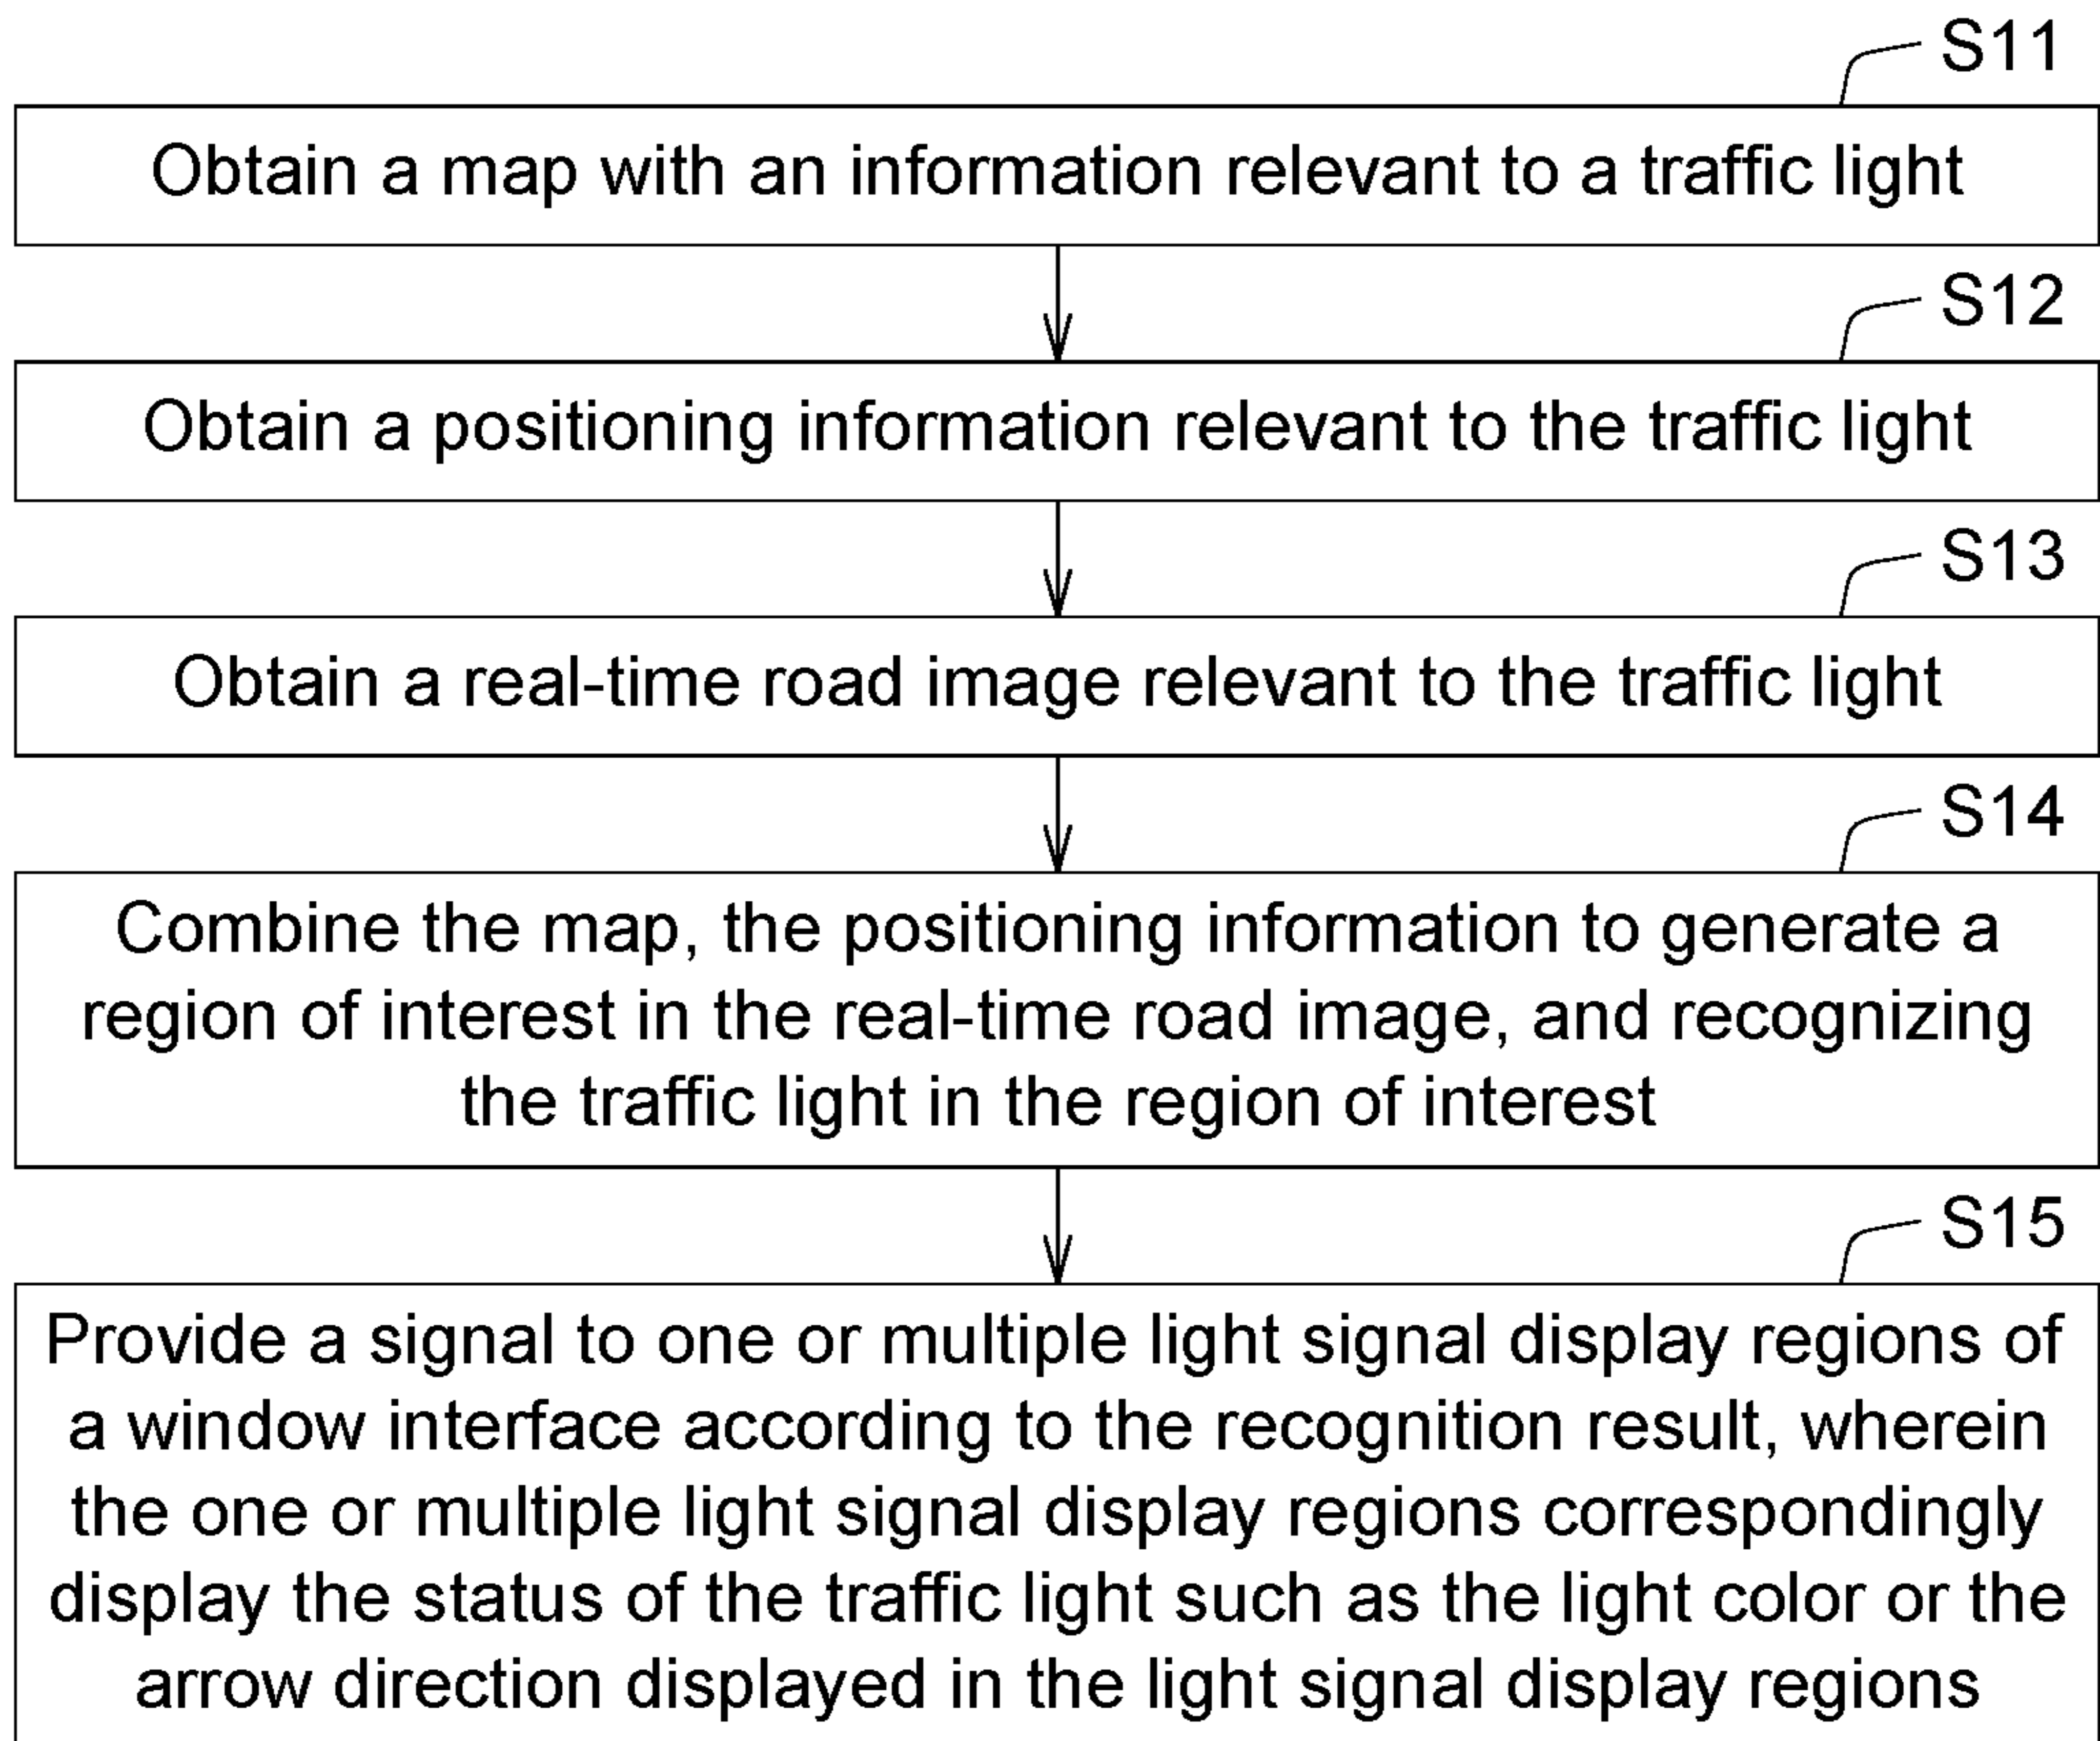 S11
Obtain a map with an information relevant to a traffic light
S12
Obtain a positioning information relevant to the traffic light
S13
Obtain a real-time road image relevant to the traffic light
S14
Combine the map, the positioning information to generate a
region of interest in the real-time road image, and recognizing
the traffic light in the region of interest
S15
Provide a signal to one or multiple light signal display regions of
a window interface according to the recognition result, wherein
the one or multiple light signal display regions correspondingly
display the status of the traffic light such as the light color or the
arrow direction displayed in the light signal display regions